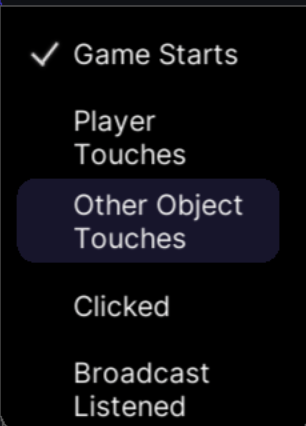 Game Starts
Player
Touches
Other Object
Touches
Clicked
Broadcast
Listened